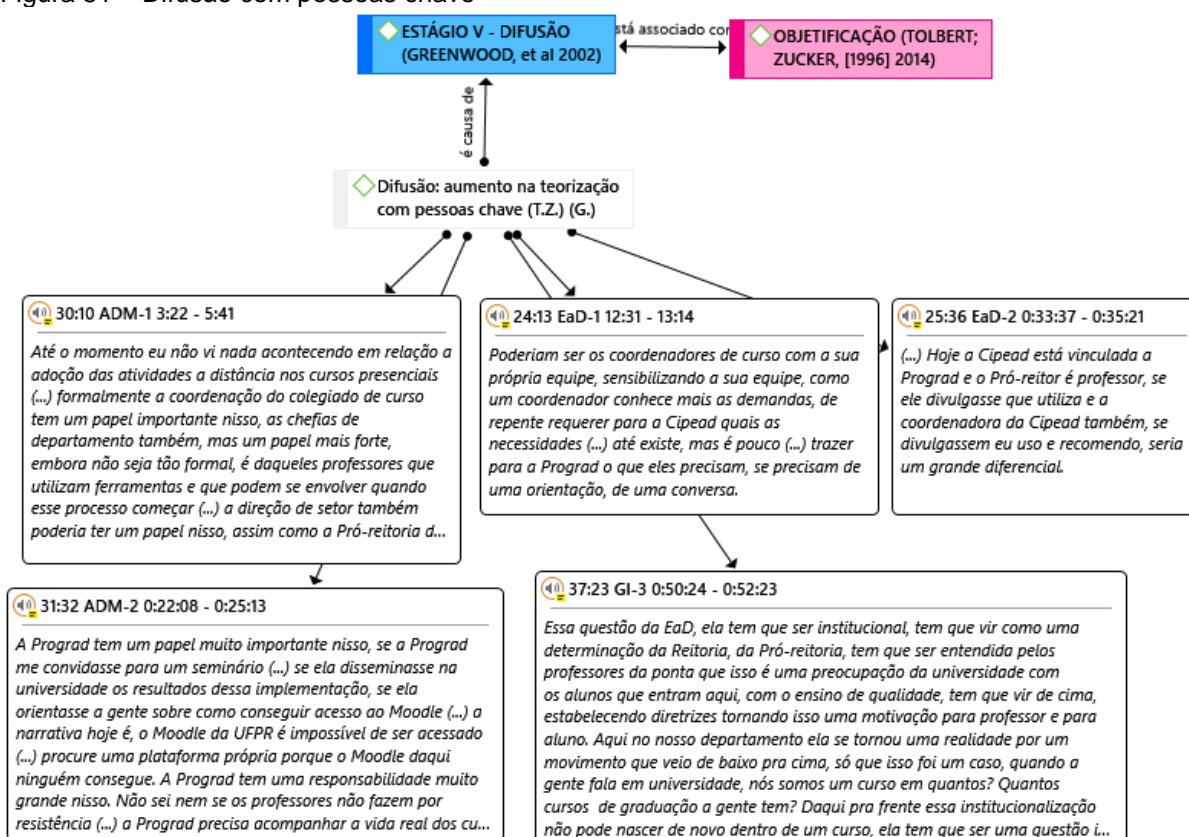 Figura 81 – Difusão com pessoas chave
ESTÁGIO V - DIFUSÃO
(GREENWOOD, et al 2002)
stá associado cor
OBJETIFICAÇÃO (TOLBERT;
ZUCKER, [1996] 2014)
é causa de
Difusão: aumento na teorização
com pessoas chave (T.Z.) (G.)
30:10 ADM-1 3:22 - 5:41
Até o momento eu não vi nada acontecendo em relação a
adoção das atividades a distância nos cursos presenciais
(...) formalmente a coordenação do colegiado de curso
tem um papel importante nisso, as chefias de
departamento também, mas um papel mais forte,
embora não seja tão formal, é daqueles professores que
utilizam ferramentas e que podem se envolver quando
esse processo começar (...) a direção de setor também
poderia ter um papel nisso, assim como a Pró-reitoria d...
24:13 EaD-1 12:31 - 13:14
Poderiam ser os coordenadores de curso com a sua
própria equipe, sensibilizando a sua equipe, como
um coordenador conhece mais as demandas, de
repente requerer para a Cipead quais as
necessidades (...) até existe, mas é pouco (...) trazer
para a Prograd o que eles precisam, se precisam de
uma orientação, de uma conversa.
25:36 EaD-2 0:33:37 - 0:35:21
(...) Hoje a Cipead está vinculada a
Prograd e o Pró-reitor é professor, se
ele divulgasse que utiliza e a
coordenadora da Cipead também, se
divulgassem eu uso e recomendo, seria
um grande diferencial.
31:32 ADM-2 0:22:08 - 0:25:13
A Prograd tem um papel muito importante nisso, se a Prograd
me convidasse para um seminário (...) se ela disseminasse na
universidade os resultados dessa implementação, se ela
orientasse a gente sobre como conseguir acesso ao Moodle (...) a
narrativa hoje é, o Moodle da UFPR é impossível de ser acessado
(...) procure uma plataforma própria porque o Moodle daqui
ninguém consegue. A Prograd tem uma responsabilidade muito
grande nisso. Não sei nem se os professores não fazem por
resistência (...) a Prograd precisa acompanhar a vida real dos cu...
37:23 GI-3 0:50:24 - 0:52:23
Essa questão da EaD, ela tem que ser institucional, tem que vir como uma
determinação da Reitoria, da Pró-reitoria, tem que ser entendida pelos
professores da ponta que isso é uma preocupação da universidade com
os alunos que entram aqui, com o ensino de qualidade, tem que vir de cima,
estabelecendo diretrizes tornando isso uma motivação para professor e para
aluno. Aqui no nosso departamento ela se tornou uma realidade por um
movimento que veio de baixo pra cima, só que isso foi um caso, quando a
gente fala em universidade, nós somos um curso em quantos? Quantos
cursos de graduação a gente tem? Daqui pra frente essa institucionalização
não pode nascer de novo dentro de um curso, ela tem que ser uma questão i...